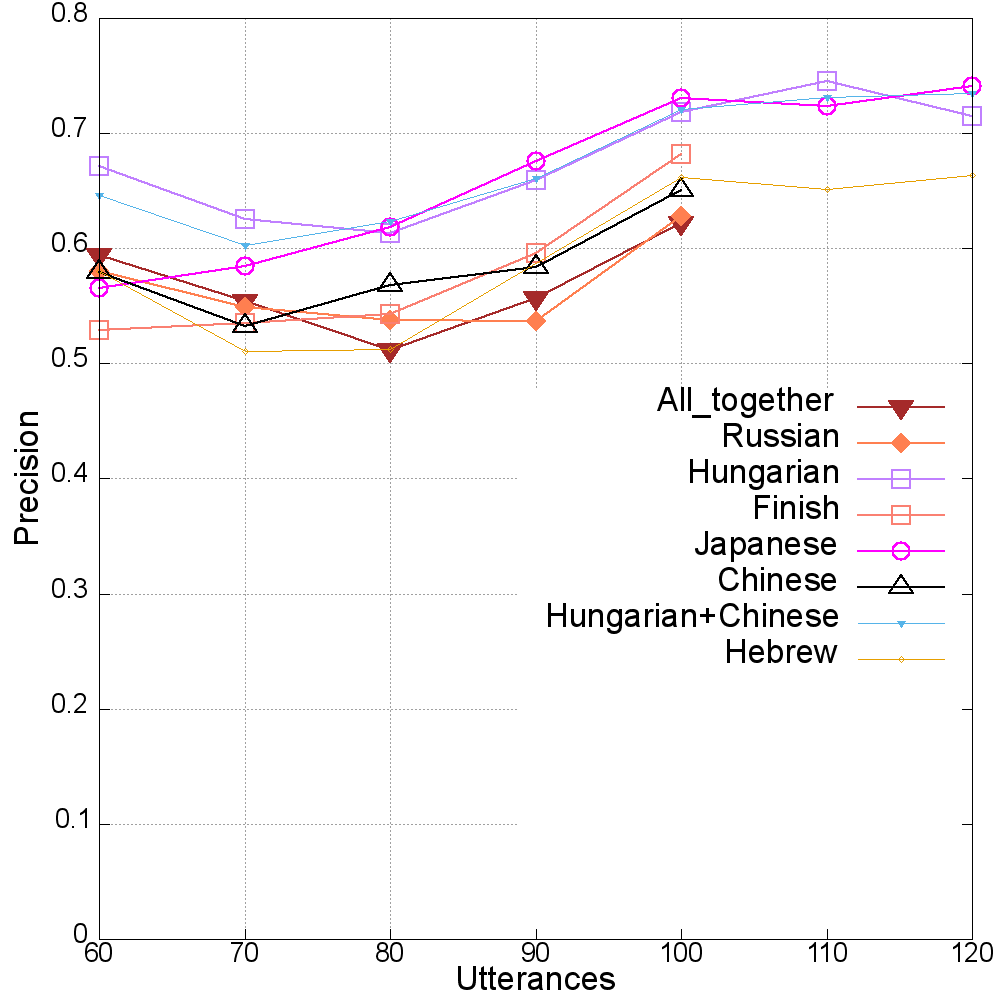 0.8
0.7
0.6
0.5
0.4
0.3
0.2
0.1
0
Precision
All_together
Russian
Hungarian
Finish
Japanese
Chinese
Hungarian+Chinese
Hebrew
60 70 80 90 100 110 120
Utterances